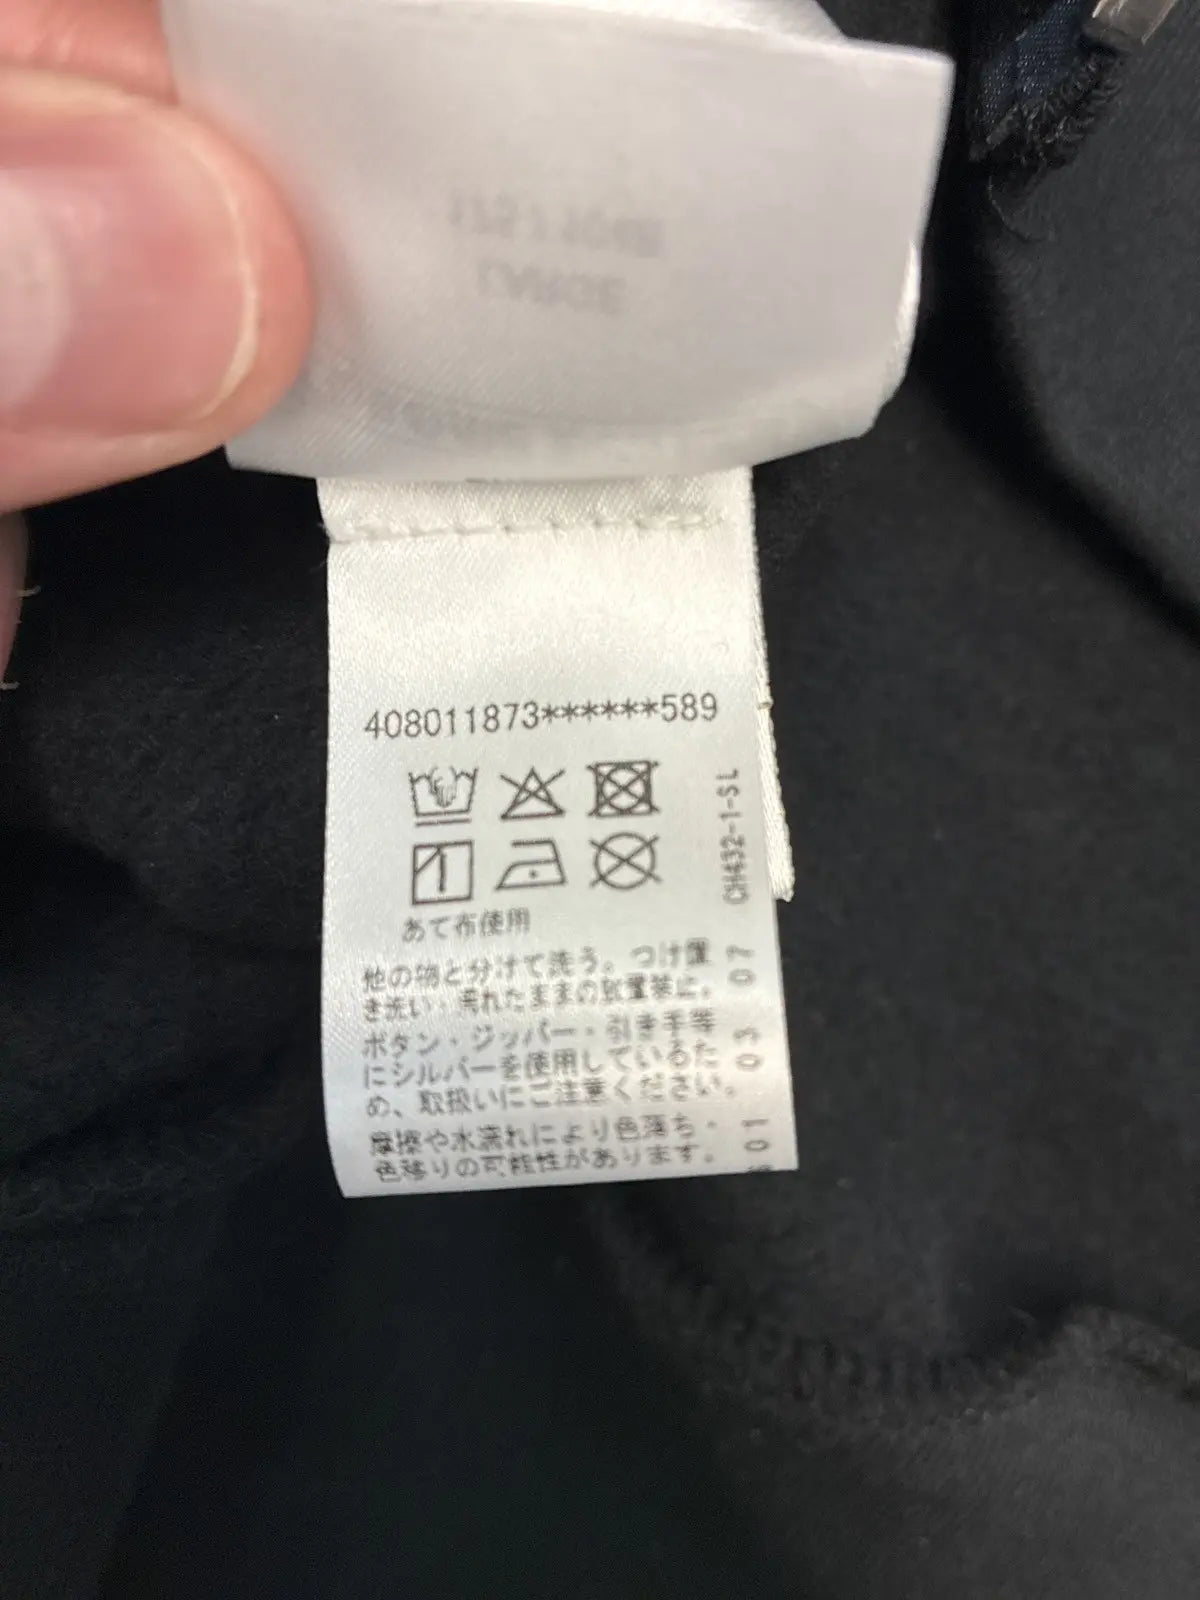 408011873******589
あて布使用
他の物と分けて洗う。つけ置
き洗い・汚れたままの放置禁止。
ボタン・ジッパー・引き手等
にシルバーを使用しているた
め、取扱いにご注意ください。
摩擦や水濡れにより色落ち・
色移りの可能性があります。
CH432-1-SL
07
03
01